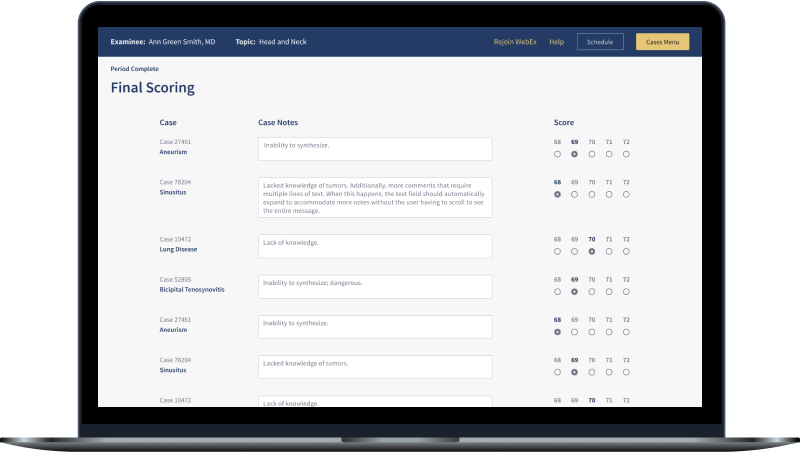 Examinee: Ann Green Smith, MD Topic: Head and Neck Rejoin WebEx Help Schedule Cases Menu
Period Complete
Final Scoring
Case Case Notes Score
Case 27461 Inability to synthesize. 68 69 70 71 72
Aneurism
Case 78204 Lacked knowledge of tumors. Additionally, more comments that require 68 69 70 71 72
Sinusitus multiple lines of text. When this happens, the text field should automatically
expand to accommodate more notes without the user having to scroll to see
the entire message.
Case 10472 Lack of knowledge. 68 69 70 71 72
Lung Disease
Case 52805 Inability to synthesize; dangerous. 68 69 70 71 72
Bicipital Tenosynovitis
Case 27461 Inability to synthesize. 68 69 70 71 72
Aneurism
Case 78204 Lacked knowledge of tumors. 68 69 70 71 72
Sinusitus
Case 10472 Lack of knowledge. 68 69 70 71 72